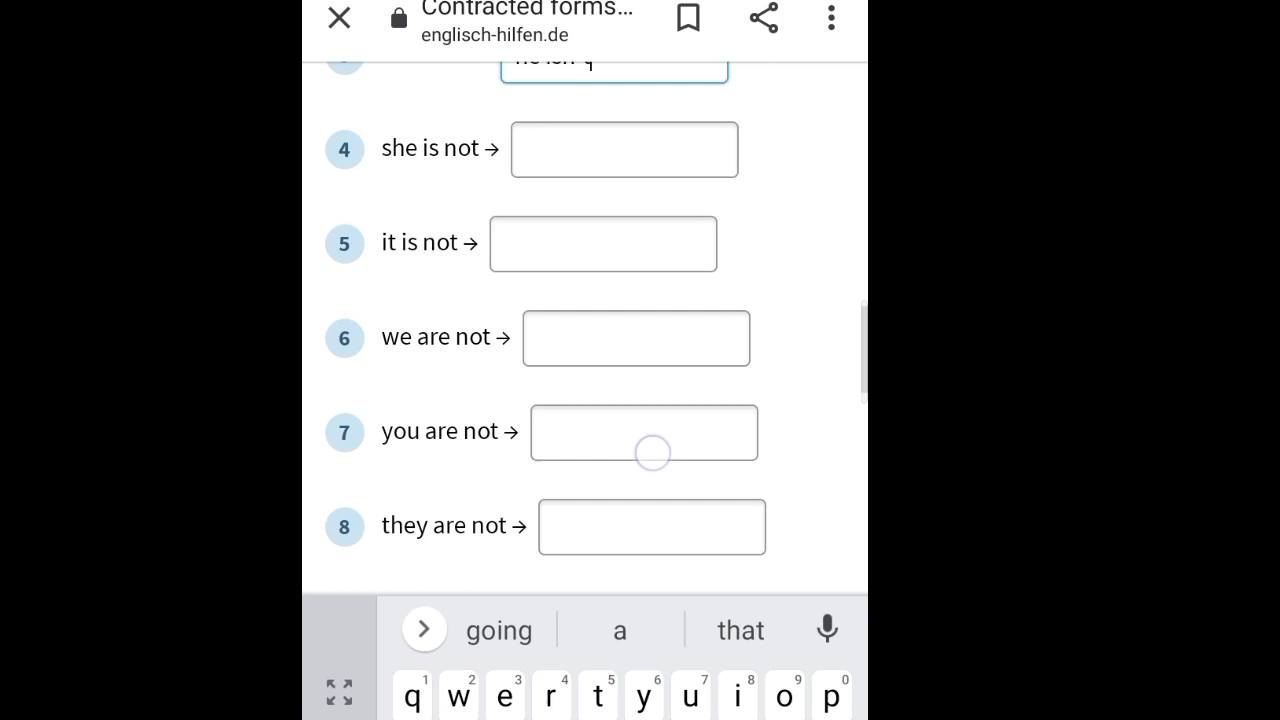 Contracted forms...
englisch-hilfen.de
4 she is not →
5 it is not →
6 we are not →
7 you are not →
8 they are not →
going a that
1 2 3 4 5 6 7 8 9 0
q w e r t y u i o p